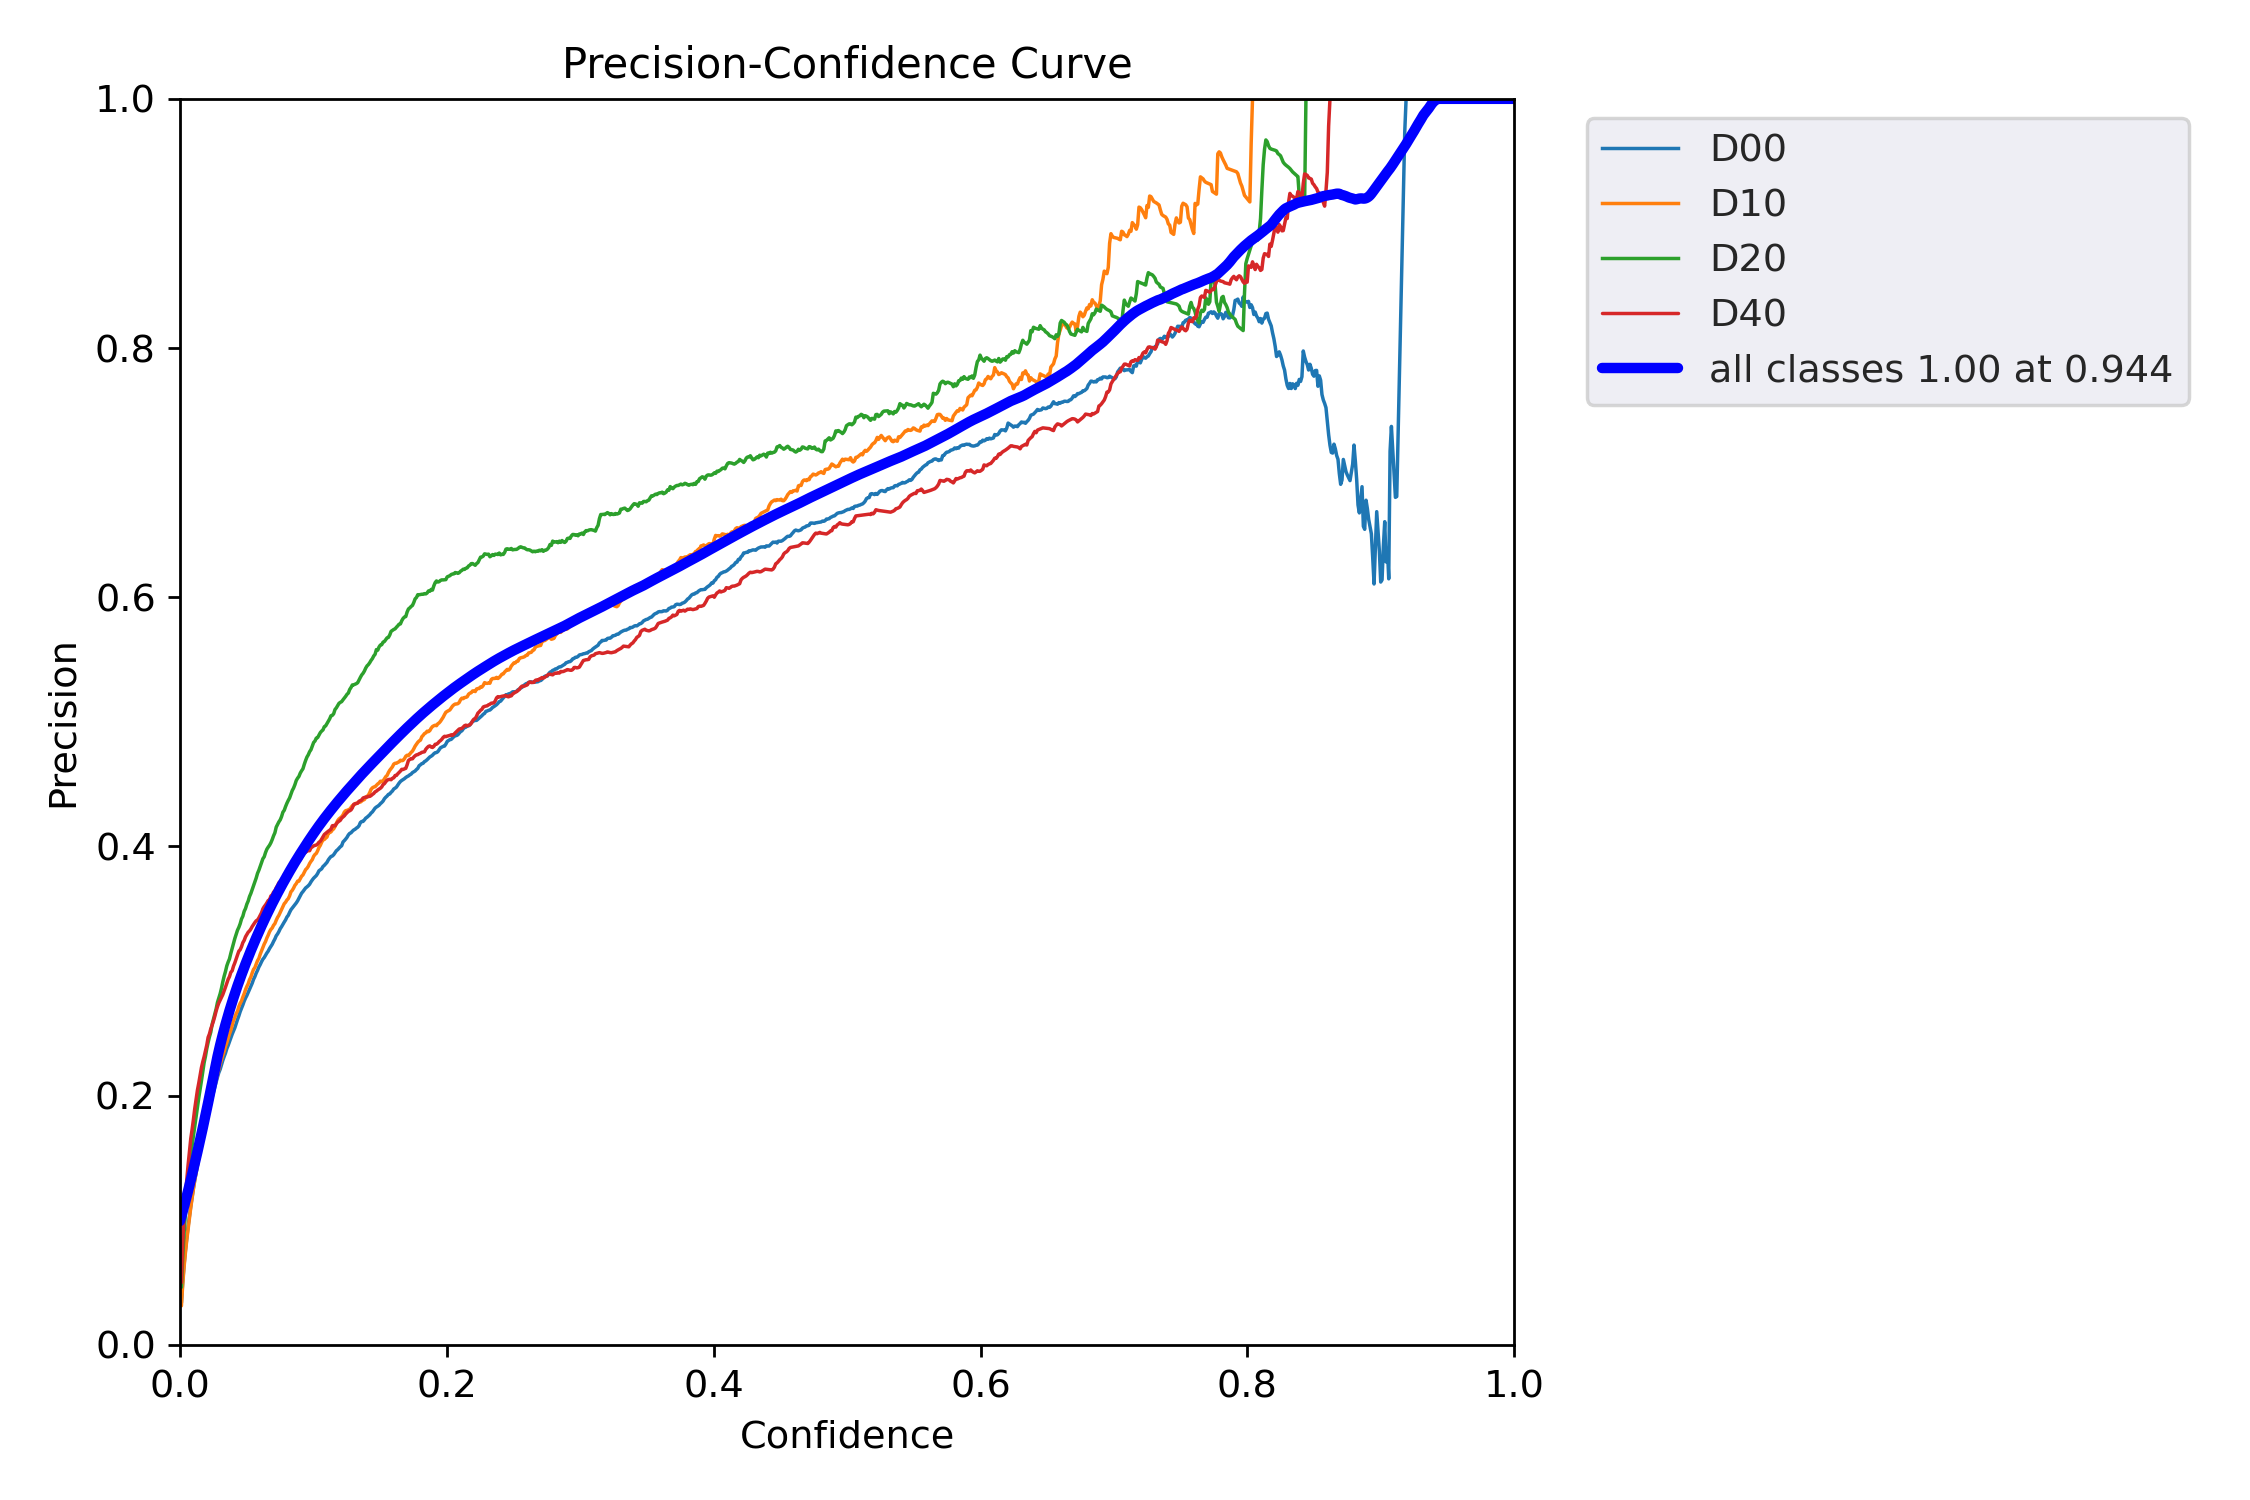 Precision-Confidence Curve
1.0
0.8
0.6
0.4
0.2
0.0
Precision
0.0 0.2 0.4 0.6 0.8 1.0
Confidence
D00
D10
D20
D40
all classes 1.00 at 0.944